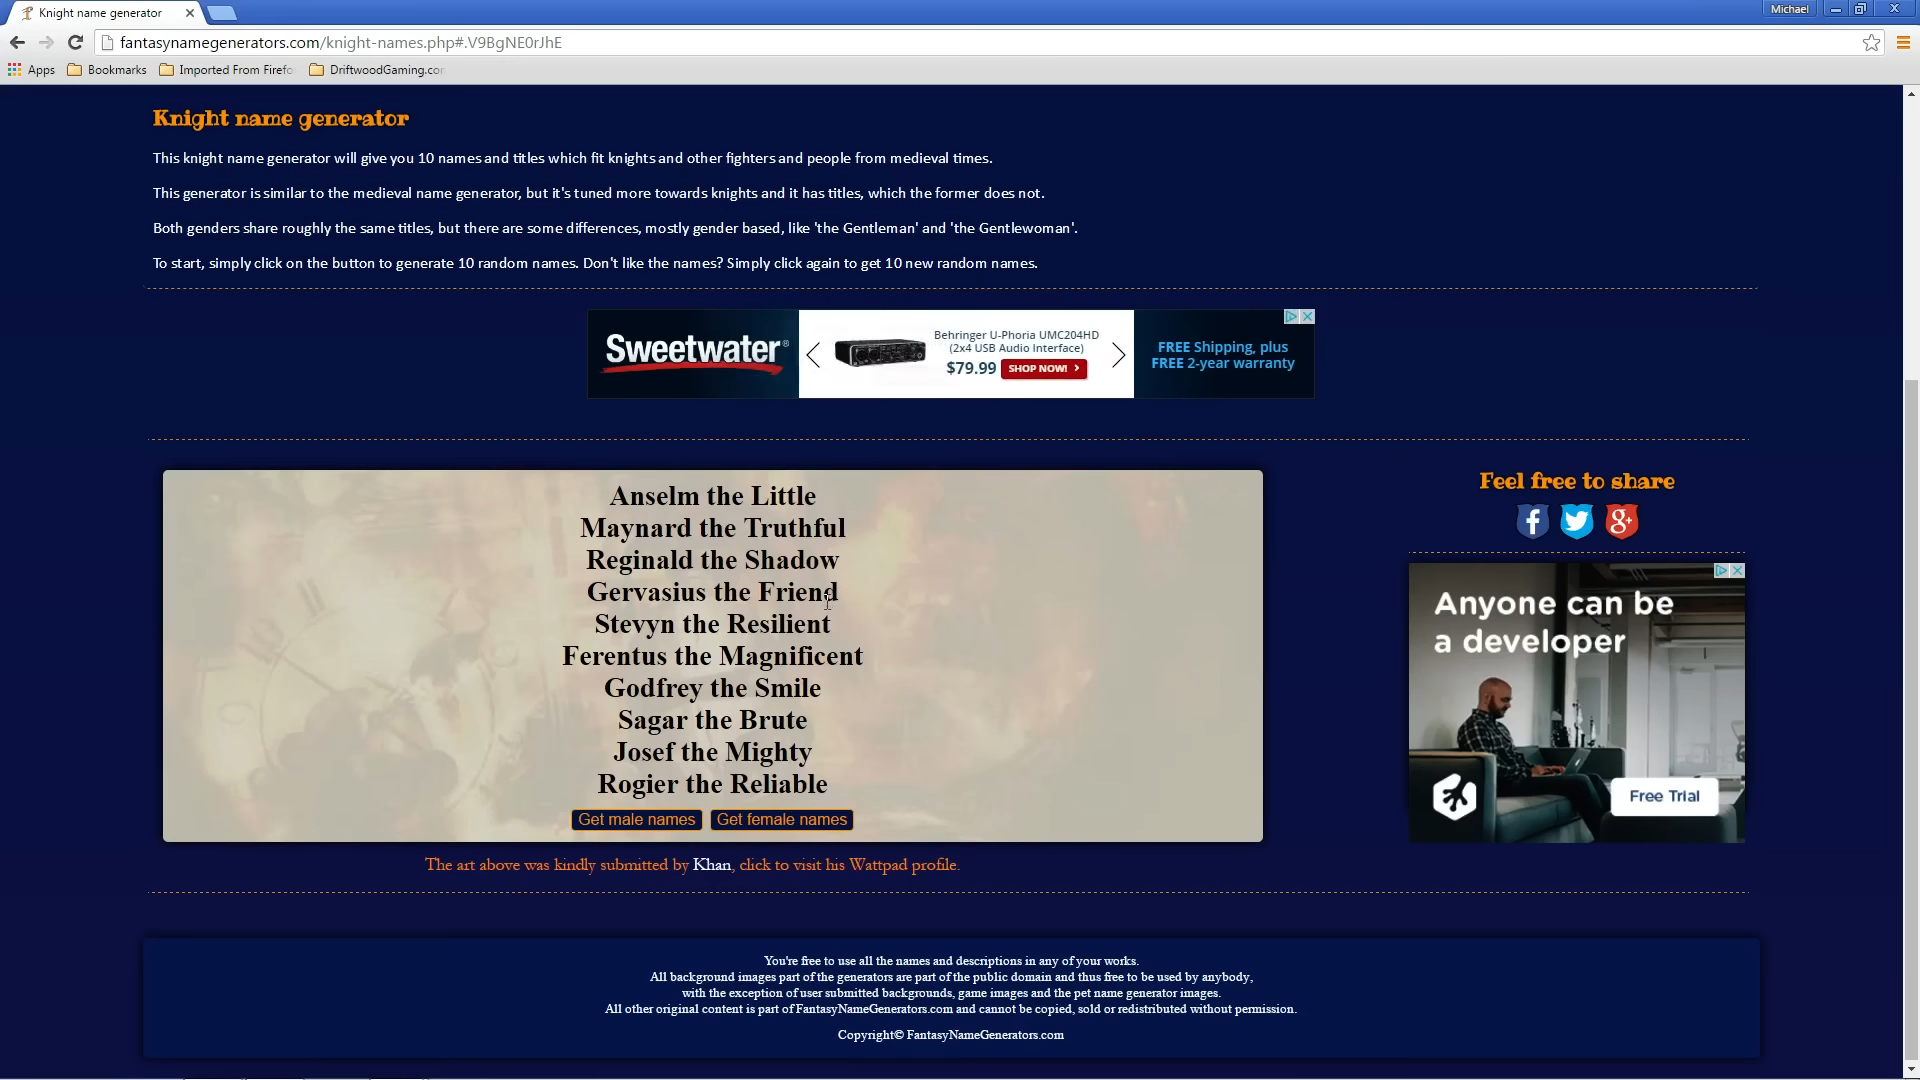 Knight name generator
Michael
fantasynamegenerators.com/knight-names.php#.V9BgNE0rJhE
Apps
Bookmarks
Imported From Firefo
DriftwoodGaming.co
Knight name generator
This knight name generator will give you 10 names and titles which fit knights and other fighters and people from medieval times.
This generator is similar to the medieval name generator, but it's tuned more towards knights and it has titles, which the former does not.
Both genders share roughly the same titles, but there are some differences, mostly gender based, like 'the Gentleman' and 'the Gentlewoman'.
To start, simply click on the button to generate 10 random names. Don't like the names? Simply click again to get 10 new random names.
Sweetwater®
Behringer U-Phoria UMC204HD
(2x4 USB Audio Interface)
$79.99 SHOP NOW!
FREE Shipping, plus
FREE 2-year warranty
Anselm the Little
Maynard the Truthful
Reginald the Shadow
Gervasius the Friend
Stevyn the Resilient
Ferentus the Magnificent
Godfrey the Smile
Sagar the Brute
Josef the Mighty
Rogier the Reliable
Get male names
Get female names
The art above was kindly submitted by Khan, click to visit his Wattpad profile.
Feel free to share
Anyone can be
a developer
Free Trial
You're free to use all the names and descriptions in any of your works.
All background images part of the generators are part of the public domain and thus free to be used by anybody,
with the exception of user submitted backgrounds, game images and the pet name generator images.
All other original content is part of FantasyNameGenerators.com and cannot be copied, sold or redistributed without permission.
Copyright© FantasyNameGenerators.com